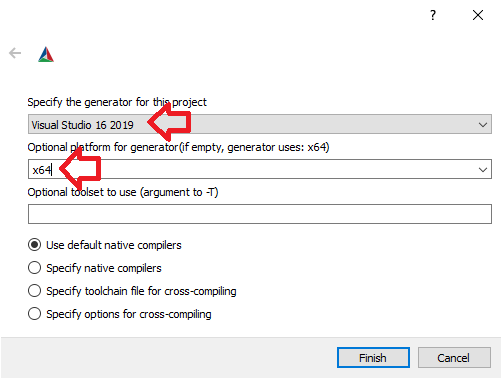 ?
Specify the generator for this project
Visual Studio 16 2019
Optional platform for generator(if empty, generator uses: x64)
x64
Optional toolset to use (argument to -T)
Use default native compilers
Specify native compilers
Specify toolchain file for cross-compiling
Specify options for cross-compiling
Finish Cancel